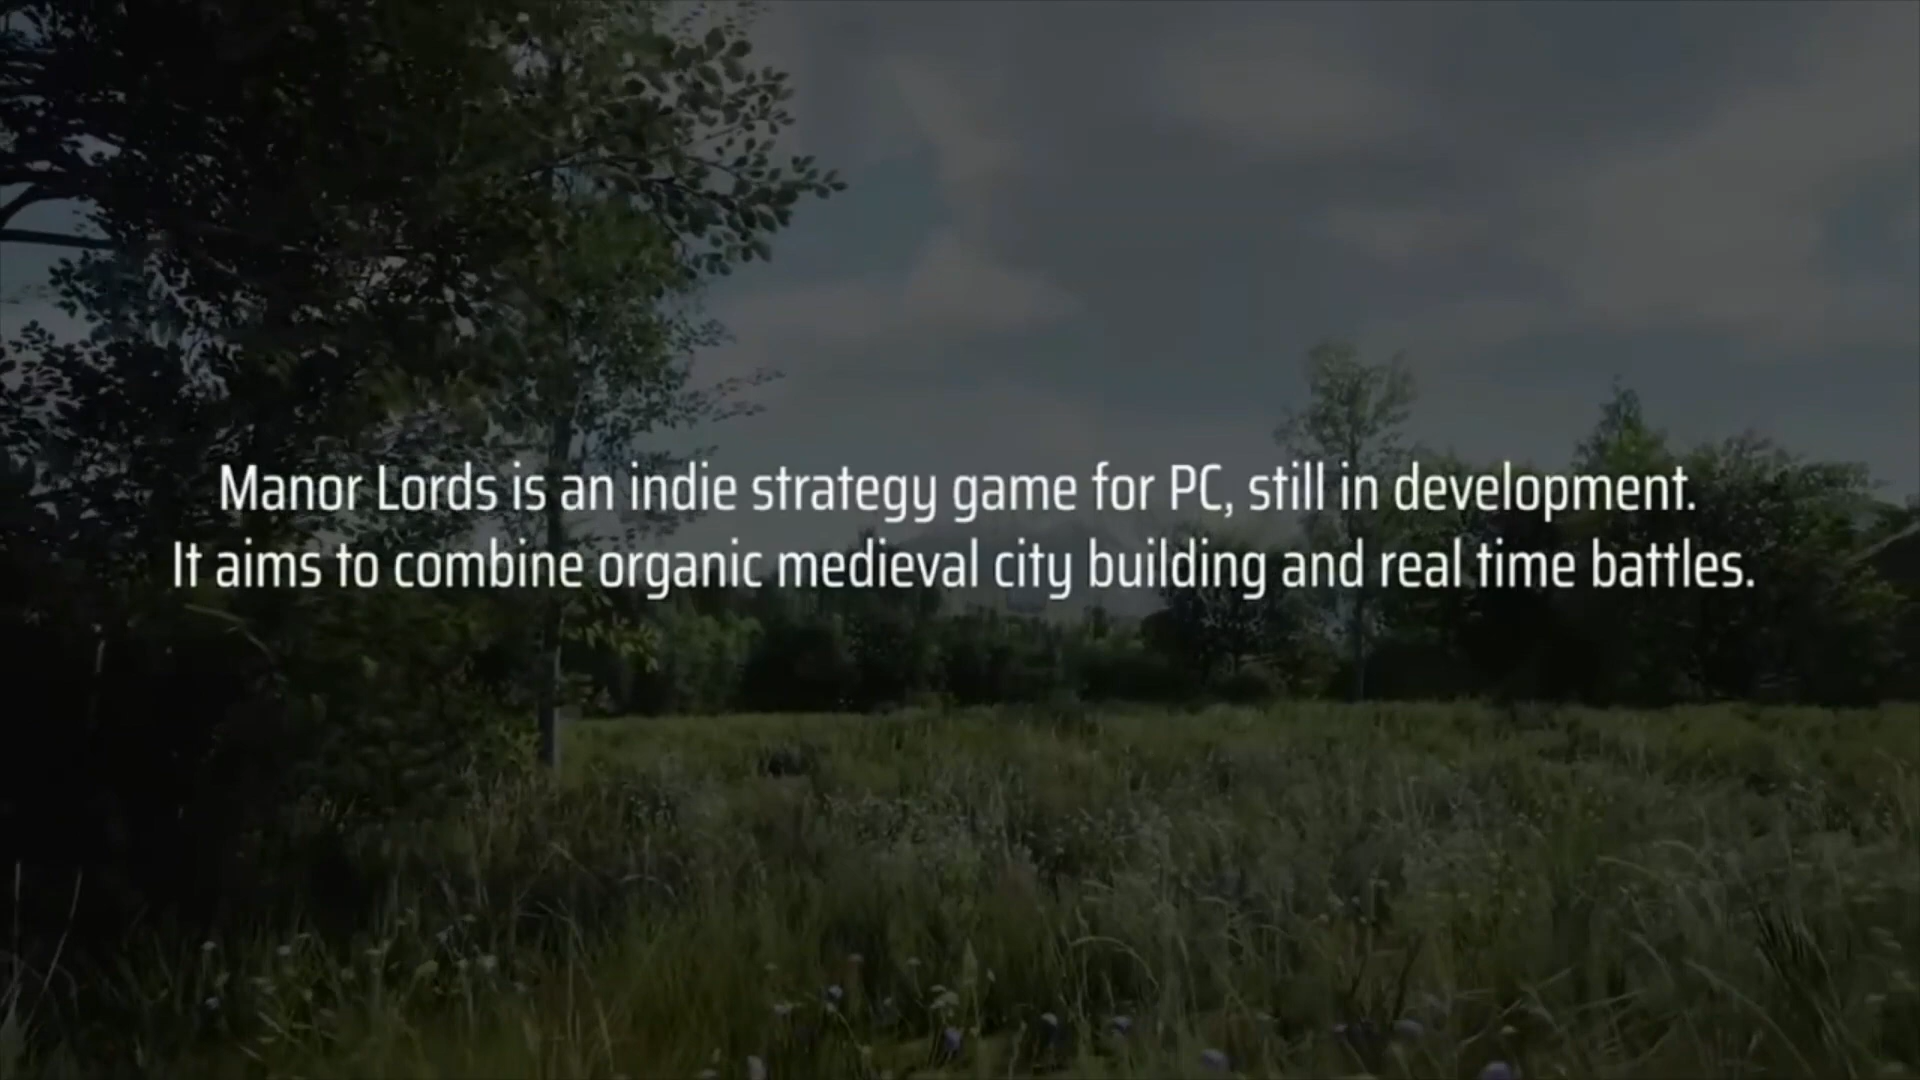 Manor Lords is an indie strategy game for PC, still in development.
It aims to combine organic medieval city building and real time battles.